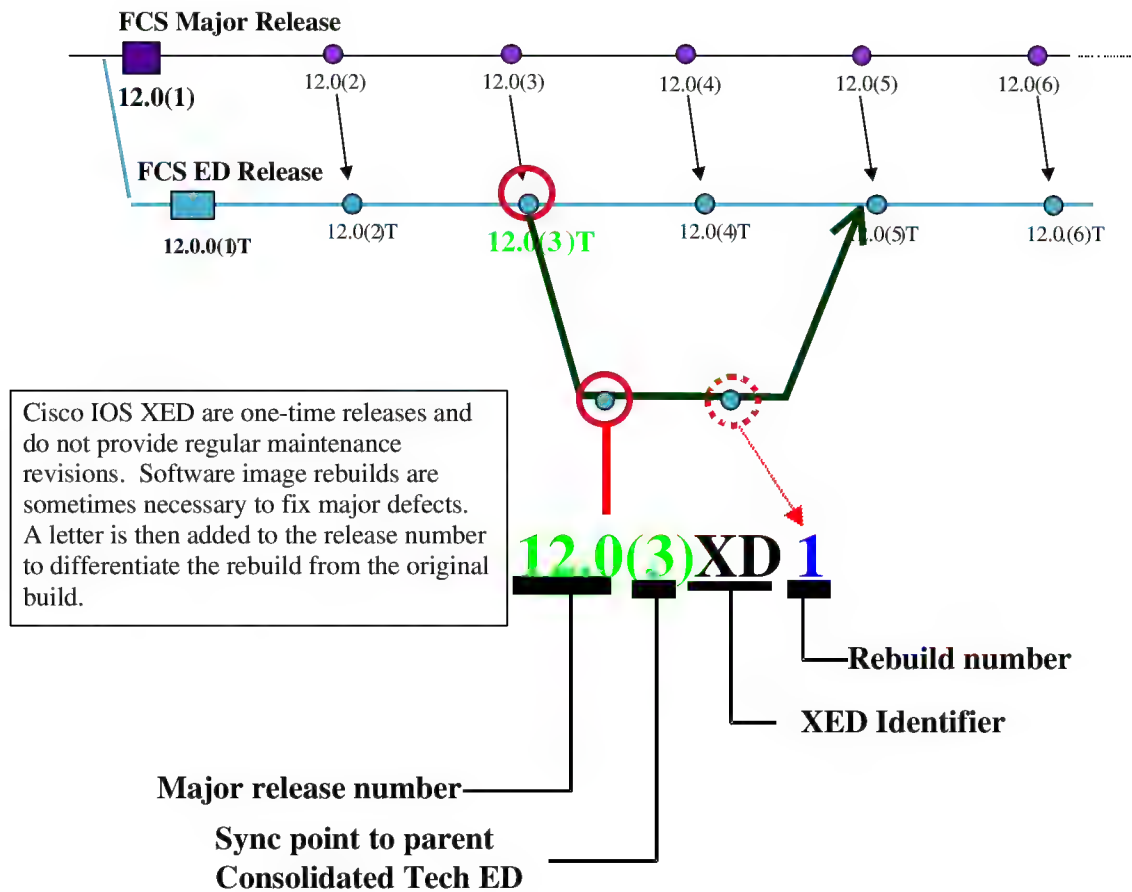 FCS Major Release
12.0(1)
12.0(2)
12.0(3)
12.0(4)
12.0(5)
12.0(6)
FCS ED Release
12.0.0(1)T
12.0(2)T
12.0(3)T
12.0(4)T
12.0(5)T
12.0.(6)T
Cisco IOS XED are one-time releases and
do not provide regular maintenance
revisions. Software image rebuilds are
sometimes necessary to fix major defects.
A letter is then added to the release number
to differentiate the rebuild from the original
build.
12.0(3)XD 1
Rebuild number
XED Identifier
Major release number
Sync point to parent
Consolidated Tech ED